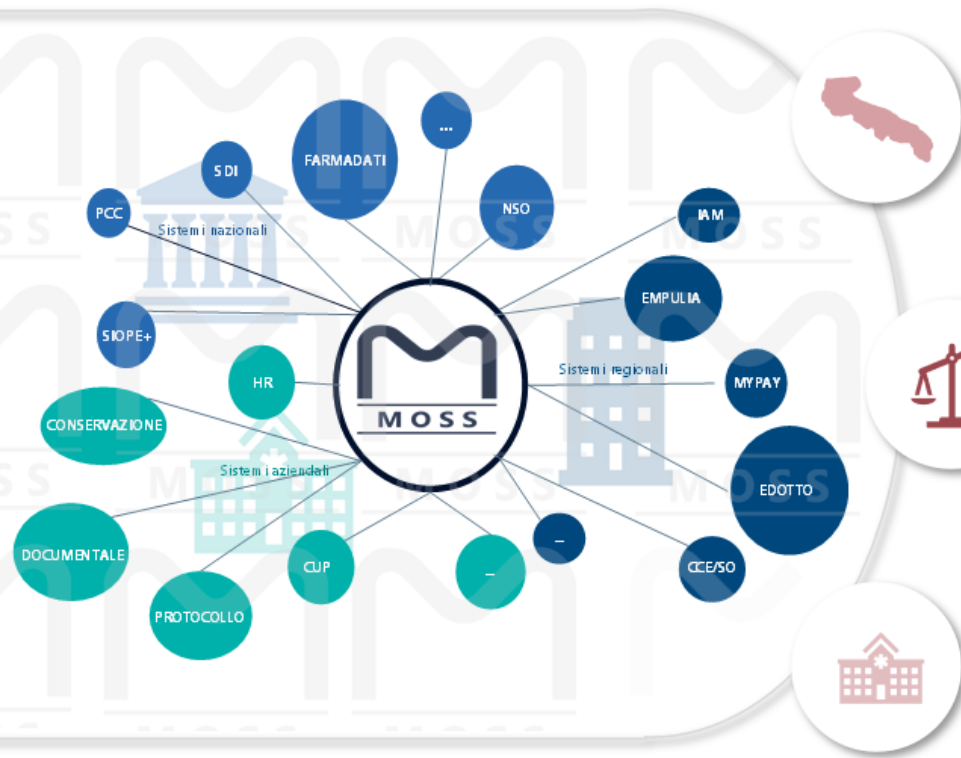 ...
SDI
FARMADATI
PCC
NSO
IAM
Sistemi nazionali
EMPULIA
SIOPE+
HR
MOSS
Sistemi regionali
MYPAY
CONSERVAZIONE
Sistemi aziendali
EDOTTO
DOCUMENTALE
CUP
_
_
CCE/SO
PROTOCOLLO